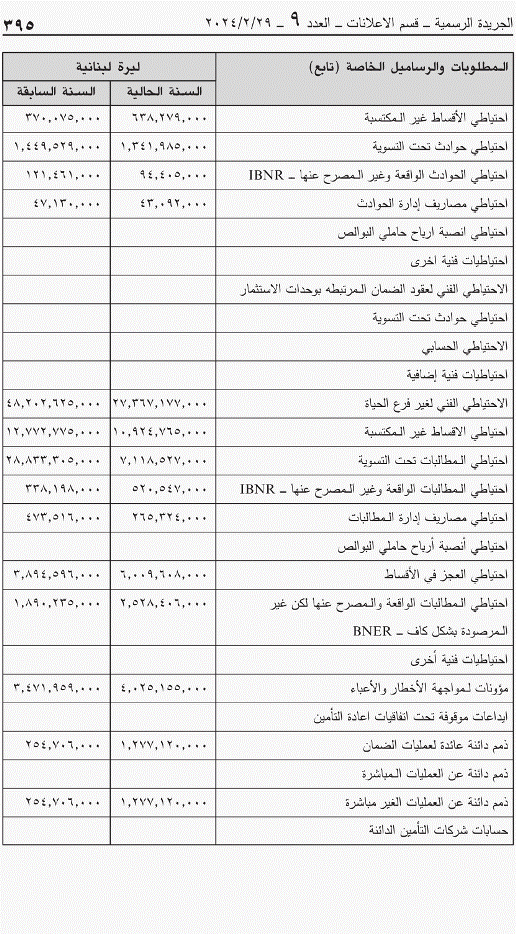 الجريدة الرسمية ــ قسم الاعلانات ــ العدد ٩ ــ ٢٠٢٤/٢/٢٩ ٣٩٥
المطلوبات والرساميل الخاصة (تابع) ليرة لبنانية
السنة الحالية السنة السابقة
احتياطي الأقساط غير المكتسبة ٦٣٨,٢٧٩,٠٠٠ ٣٧٠,٠٧٥,٠٠٠
احتياطي حوادث تحت التسوية ١,٣٤١,٩٨٥,٠٠٠ ١,٤٤٩,٥٢٩,٠٠٠
احتياطي الحوادث الواقعة وغير المصرح عنها ــ IBNR ٩٤,٤٠٥,٠٠٠ ١٢١,٤٦١,٠٠٠
احتياطي مصاريف إدارة الحوادث ٤٣,٠٩٢,٠٠٠ ٤٧,١٣٠,٠٠٠
احتياطي انصبة ارباح حاملي البوالص
احتياطيات فنية اخرى
الاحتياطي الفني لعقود الضمان المرتبطه بوحدات الاستثمار
احتياطي حوادث تحت التسوية
الاحتياطي الحسابي
احتياطيات فنية إضافية
الاحتياطي الفني لغير فرع الحياة ٢٧,٣٦٧,١٧٧,٠٠٠ ٤٨,٢٠٢,٦٢٥,٠٠٠
احتياطي الاقساط غير المكتسبة ١٠,٩٢٤,٧٦٥,٠٠٠ ١٢,٧٧٢,٧٧٥,٠٠٠
احتياطي المطالبات تحت التسوية ٧,١١٨,٥٢٧,٠٠٠ ٢٨,٨٣٣,٣٠٥,٠٠٠
احتياطي المطالبات الواقعة وغير المصرح عنها ــ IBNR ٥٢٠,٥٤٧,٠٠٠ ٣٣٨,١٩٨,٠٠٠
احتياطي مصاريف إدارة المطالبات ٢٦٥,٣٢٤,٠٠٠ ٤٧٣,٥١٦,٠٠٠
احتياطي أنصبة أرباح حاملي البوالص
احتياطي العجز في الأقساط ٦,٠٠٩,٦٠٨,٠٠٠ ٣,٨٩٤,٥٩٦,٠٠٠
احتياطي المطالبات الواقعة والمصرح عنها لكن غير ٢,٥٢٨,٤٠٦,٠٠٠ ١,٨٩٠,٢٣٥,٠٠٠
المرصودة بشكل كاف ــ BNER
احتياطيات فنية أخرى
مؤونات لمواجهة الأخطار والأعباء ٤,٠٢٥,١٥٥,٠٠٠ ٣,٤٧١,٩٥٩,٠٠٠
ايداعات موقوفة تحت اتفاقيات اعادة التأمين
ذمم دائنة عائدة لعمليات الضمان ١,٢٧٧,١٢٠,٠٠٠ ٢٥٤,٧٠٦,٠٠٠
ذمم دائنة عن العمليات المباشرة
ذمم دائنة عن العمليات الغير مباشرة ١,٢٧٧,١٢٠,٠٠٠ ٢٥٤,٧٠٦,٠٠٠
حسابات شركات التأمين الدائنة